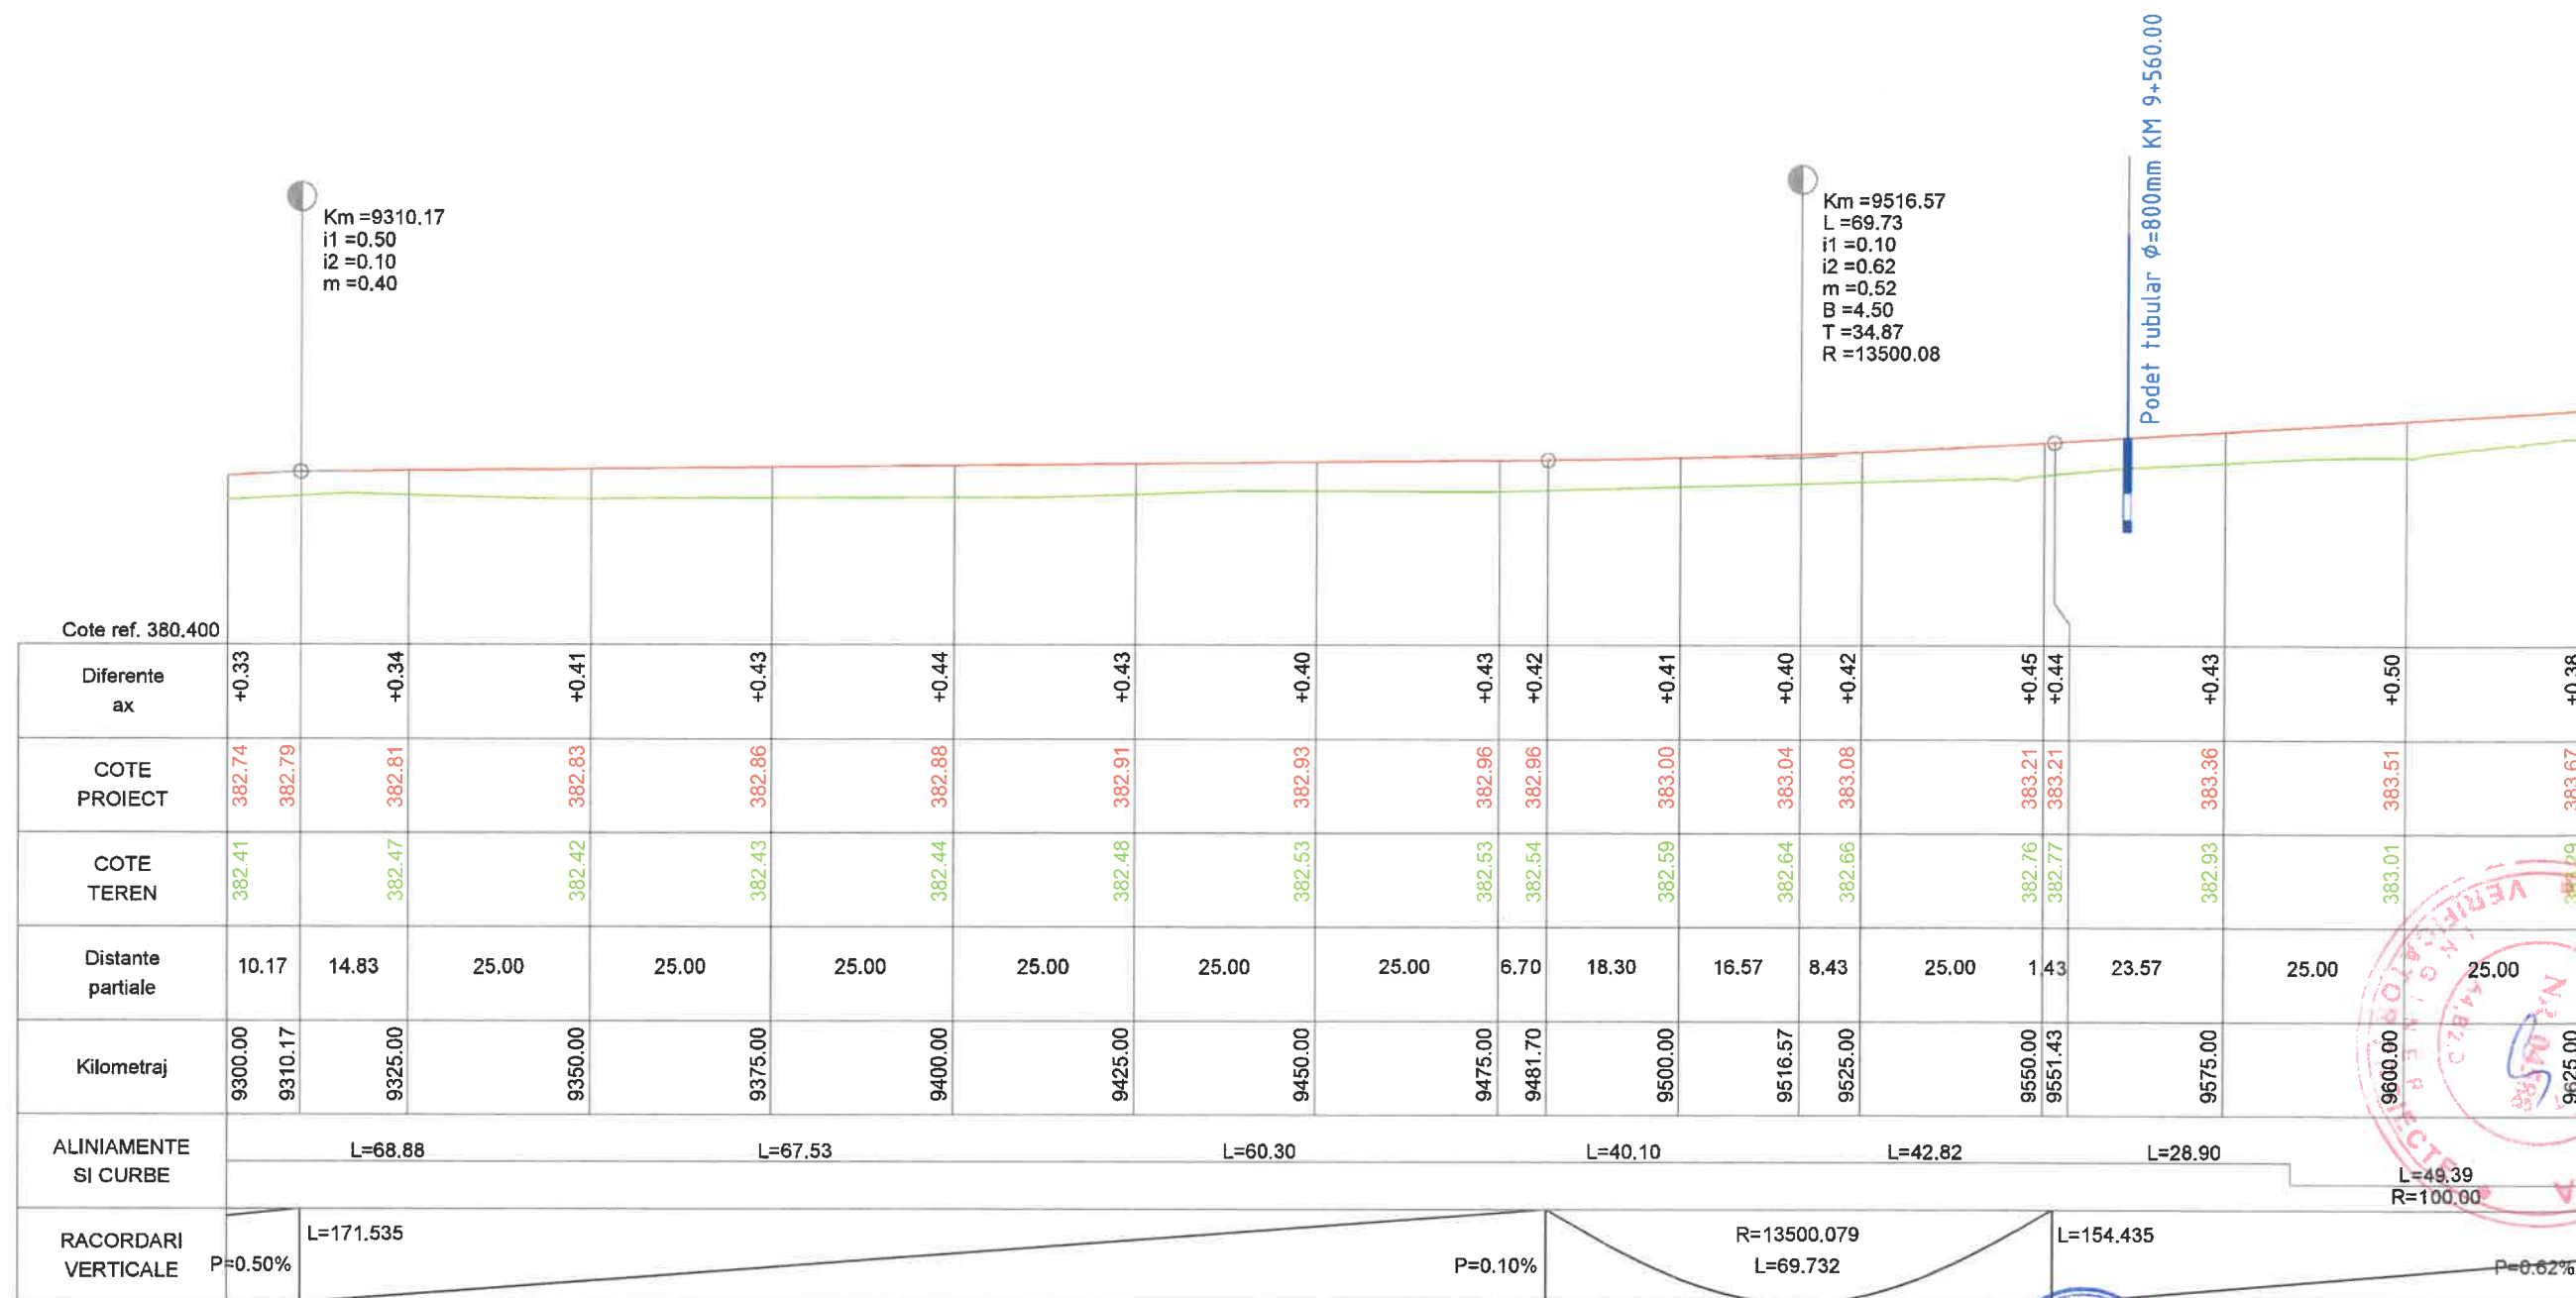 Podet tubular ϕ=800mm KM 9+560.00
Km =9310.17
i1 =0.50
i2 =0.10
m =0.40
Km =9516.57
L =69.73
i1 =0.10
i2 =0.62
m =0.52
B =4.50
T =34.87
R =13500.08
Cote ref. 380.400
Diferente ax
+0.33 +0.34 +0.41 +0.43 +0.44 +0.43 +0.40 +0.43 +0.42 +0.41 +0.40 +0.42 +0.45 +0.44 +0.43 +0.50 +0.38
COTE PROIECT
382.74 382.79 382.81 382.83 382.86 382.88 382.91 382.93 382.96 382.96 383.00 383.04 383.08 383.21 383.21 383.36 383.51 383.67
COTE TEREN
382.41 382.47 382.42 382.43 382.44 382.48 382.53 382.53 382.54 382.59 382.64 382.66 382.76 382.77 382.93 383.01
Distante partiale
10.17 14.83 25.00 25.00 25.00 25.00 25.00 25.00 6.70 18.30 16.57 8.43 25.00 1.43 23.57 25.00 25.00
Kilometraj
9300.00 9310.17 9325.00 9350.00 9375.00 9400.00 9425.00 9450.00 9475.00 9481.70 9500.00 9516.57 9525.00 9550.00 9551.43 9575.00 9600.00 9625.00
ALINIAMENTE SI CURBE
L=68.88 L=67.53 L=60.30 L=40.10 L=42.82 L=28.90 L=49.39
R=100.00
RACORDARI VERTICALE
P=0.50%
L=171.535
P=0.10%
R=13500.079
L=69.732
L=154.435
P=0.62%